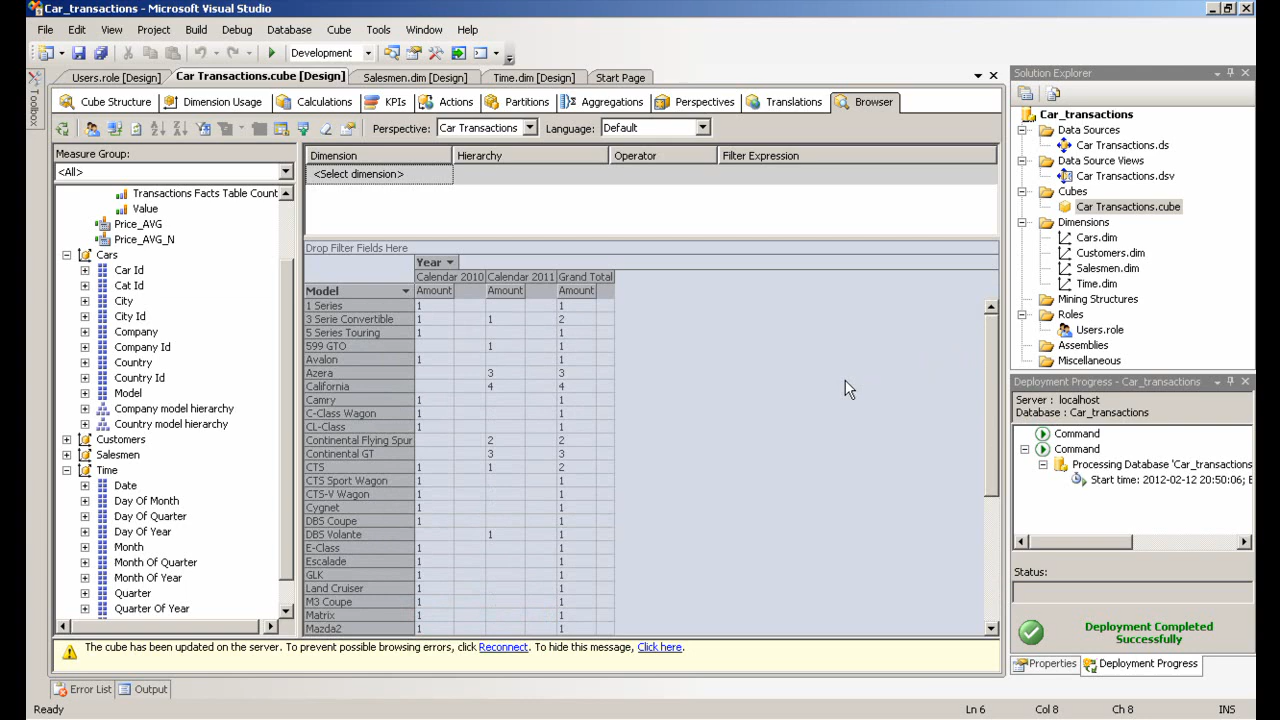 Car_transactions - Microsoft Visual Studio
File Edit View Project Build Debug Database Cube Tools Window Help
Development
Users.role [Design] Car Transactions.cube [Design] Salesmen.dim [Design] Time.dim [Design] Start Page
Toolbox
Cube Structure Dimension Usage Calculations KPIs Actions Partitions Aggregations Perspectives Translations Browser
Perspective: Car Transactions Language: Default
Measure Group:
<All>
Transactions Facts Table Count
Value
Price_AVG
Price_AVG_N
Cars
Car Id
Cat Id
City
City Id
Company
Company Id
Country
Country Id
Model
Company model hierarchy
Country model hierarchy
Customers
Salesmen
Time
Date
Day Of Month
Day Of Quarter
Day Of Year
Month
Month Of Quarter
Month Of Year
Quarter
Quarter Of Year
Dimension Hierarchy Operator Filter Expression
<Select dimension>
Drop Filter Fields Here
Year
Calendar 2010 Calendar 2011 Grand Total
Model Amount Amount Amount
1 Series 1 1
3 Serie Convertible 1 2
5 Series Touring 1 1
599 GTO 1 1
Avalon 1 1
Azera 3 3
California 4 4
Camry 1 1
C-Class Wagon 1 1
CL-Class 1 1
Continental Flying Spur 2 2
Continental GT 3 3
CTS 1 1 2
CTS Sport Wagon 1 1
CTS-V Wagon 1 1
Cygnet 1 1
DBS Coupe 1 1
DBS Volante 1 1
E-Class 1 1
Escalade 1 1
GLK 1 1
Land Cruiser 1 1
M3 Coupe 1 1
Matrix 1 1
Mazda2 1 1
The cube has been updated on the server. To prevent possible browsing errors, click Reconnect. To hide this message, Click here.
Solution Explorer
Car_transactions
Data Sources
Car Transactions.ds
Data Source Views
Car Transactions.dsv
Cubes
Car Transactions.cube
Dimensions
Cars.dim
Customers.dim
Salesmen.dim
Time.dim
Mining Structures
Roles
Users.role
Assemblies
Miscellaneous
Deployment Progress - Car_transactions
Server : localhost
Database : Car_transactions
Command
Command
Processing Database 'Car_transactions
Start time: 2012-02-12 20:50:06; E
Status:
Deployment Completed
Successfully
Properties Deployment Progress
Error List Output
Ready Ln 6 Col 8 Ch 8 INS